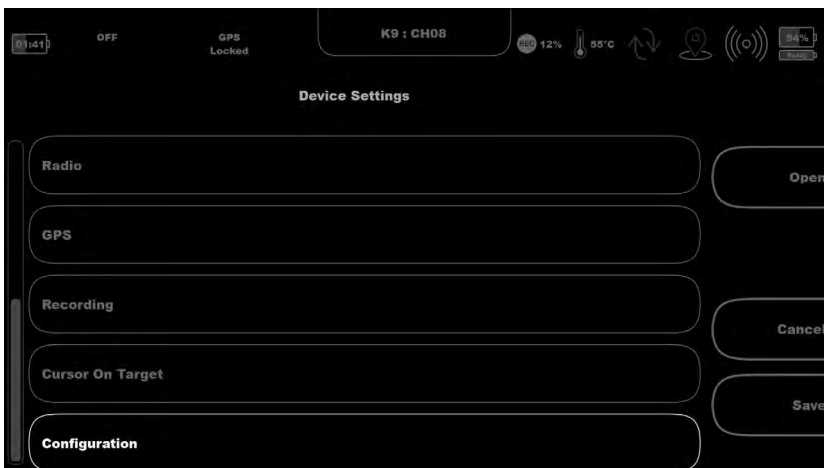 01:41
OFF
GPS
Locked
K9 : CH08
REC 12%
55°C
54%
Device Settings
Radio
GPS
Recording
Cursor On Target
Configuration
Open
Cancel
Save